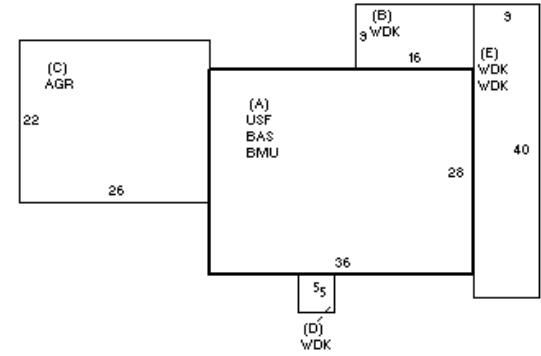 (B)
9 WDK
16
9
(E)
WDK
WDK
40
(C)
AGR
22
26
(A)
USF
BAS
BMU
28
36
5 5
(D)
WDK